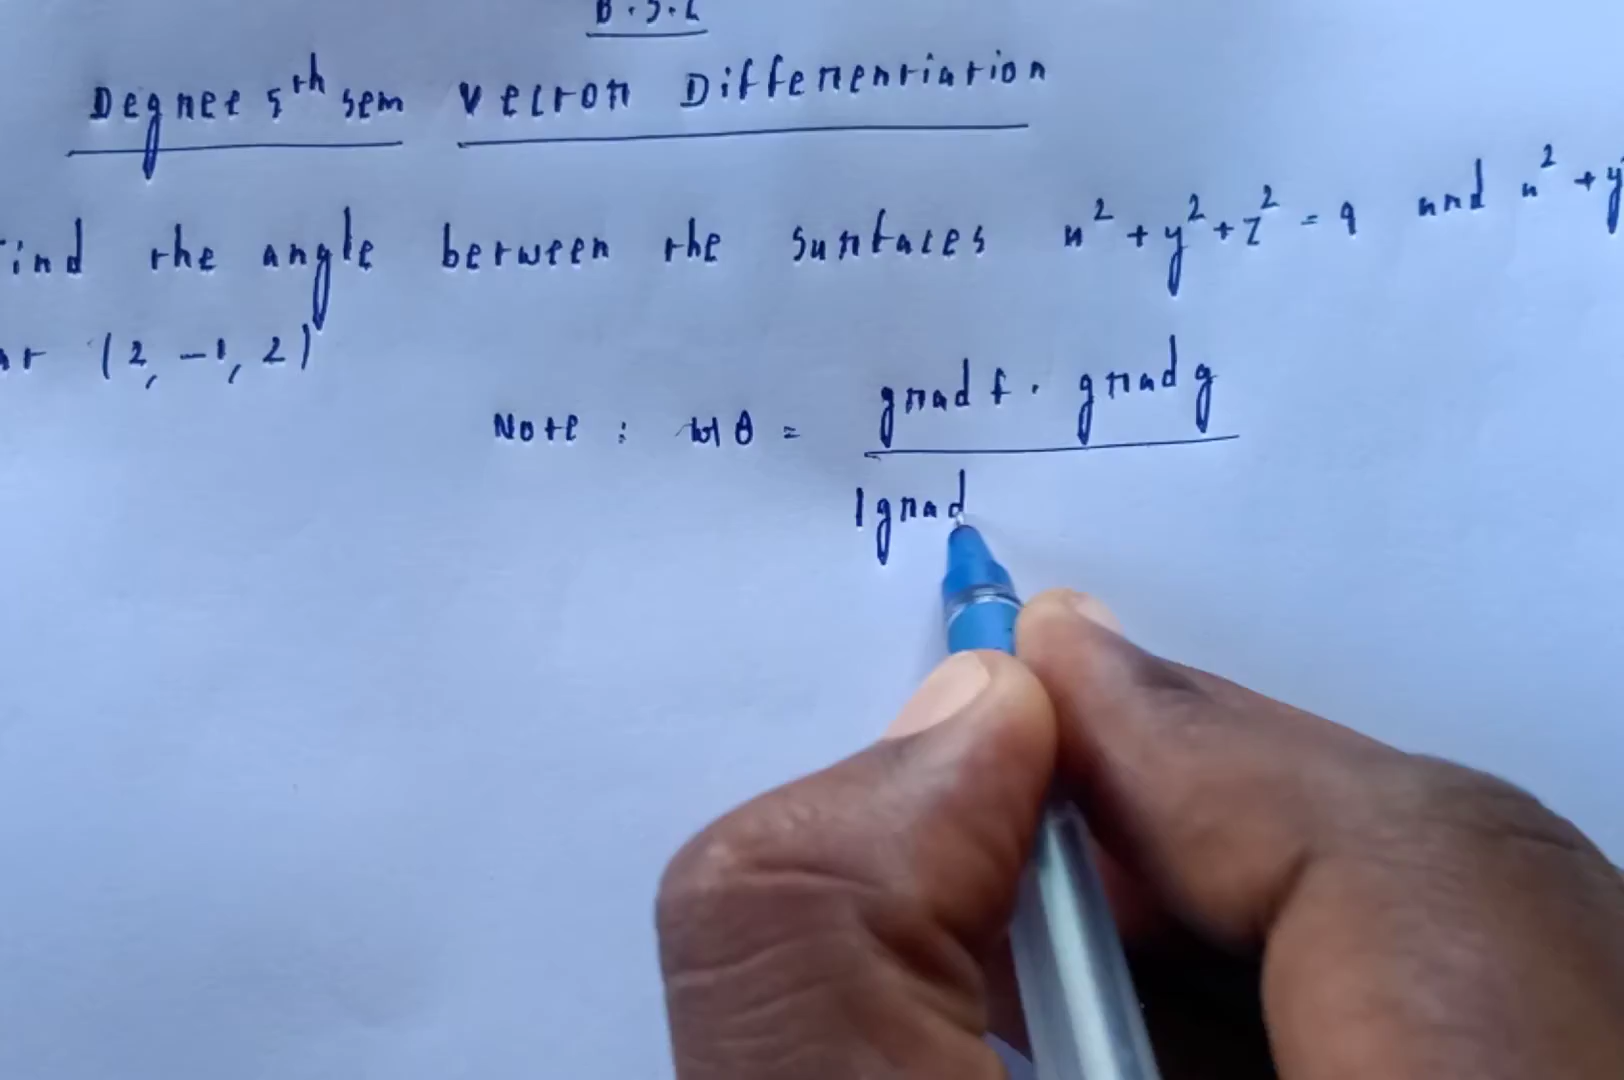 B.S.C
Degree 5th sem Vector Differentiation
ind the angle between the surfaces x² + y² + z² = 9 and x² + y
at (2, -1, 2)
Note : cos θ = grad f . grad g
|grad